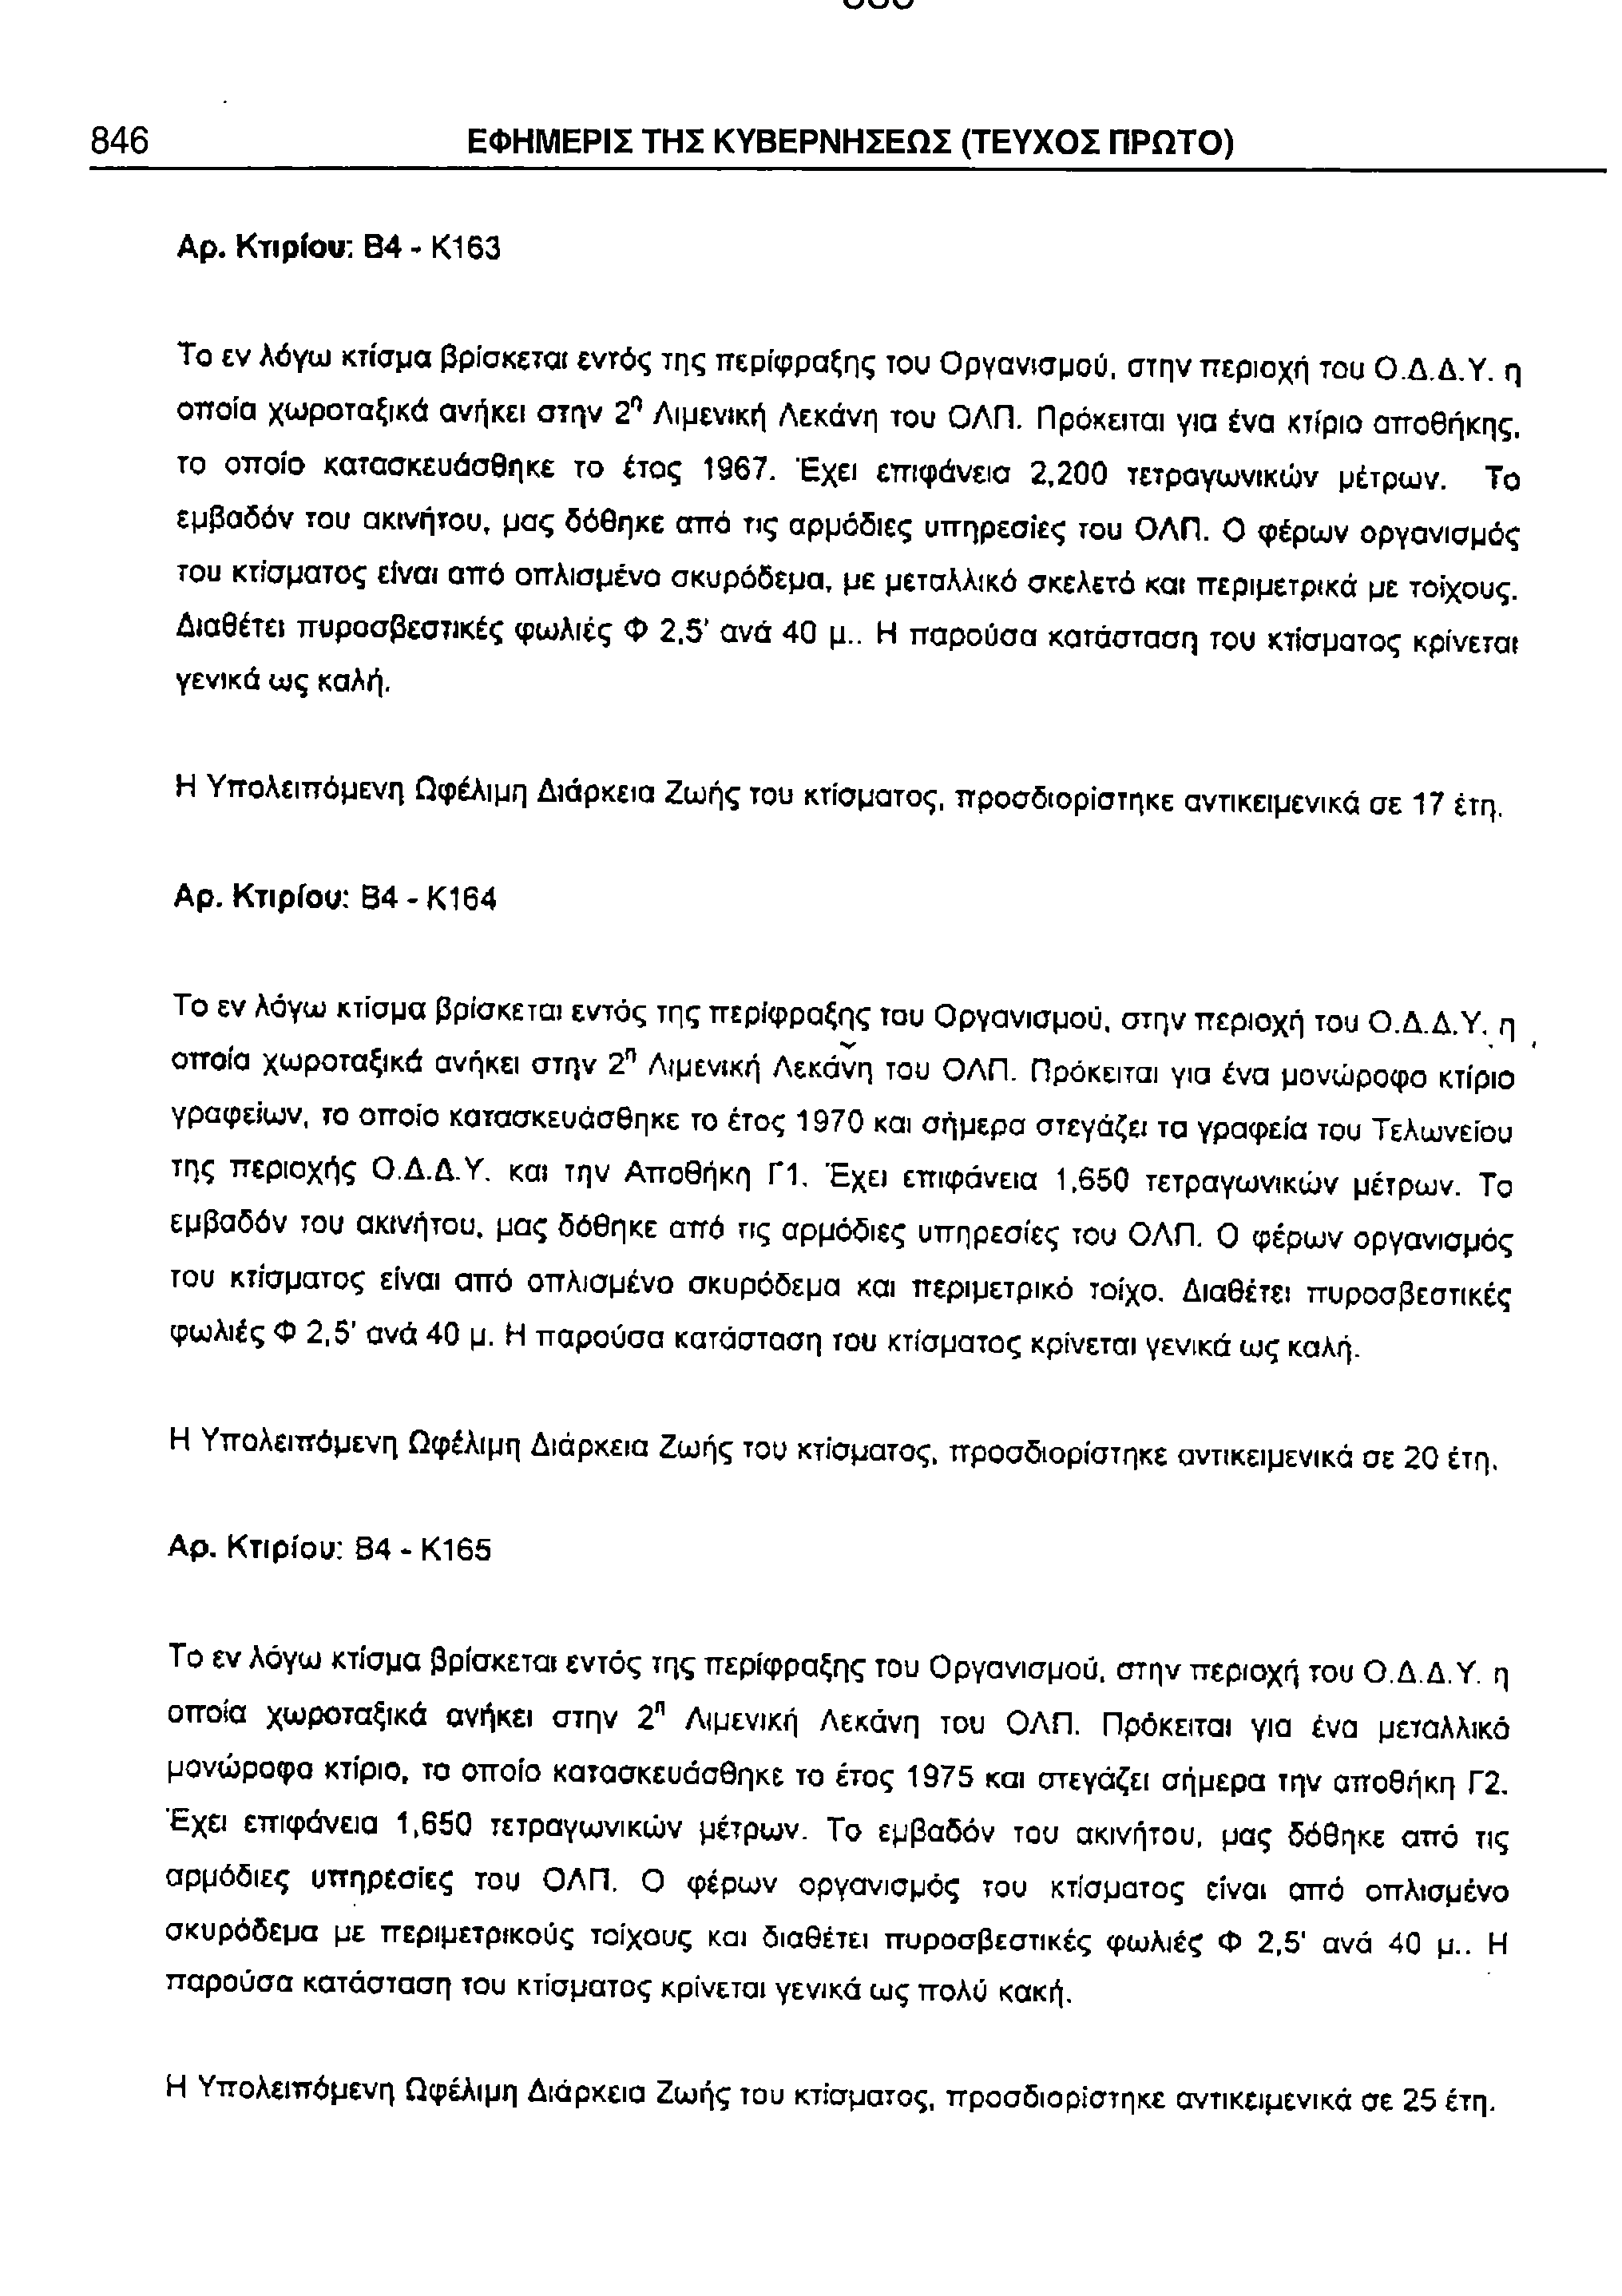 846 ΕΦΗΜΕΡΙΣ ΤΗΣ ΚΥΒΕΡΝΗΣΕΩΣ (ΤΕΥΧΟΣ ΠΡΩΤΟ)
Αρ. Κτιρίου: Β4 - Κ163
Το εν λόγω κτίσμα βρίσκεται εντός της περίφραξης του Οργανισμού, στην περιοχή του Ο.Δ.Δ.Υ. η
οποία χωροταξικά ανήκει στην 2η Λιμενική Λεκάνη του ΟΛΠ. Πρόκειται για ένα κτίριο αποθήκης,
το οποίο κατασκευάσθηκε το έτος 1967. Έχει επιφάνεια 2,200 τετραγωνικών μέτρων. Το
εμβαδόν του ακινήτου, μας δόθηκε από τις αρμόδιες υπηρεσίες του ΟΛΠ. Ο φέρων οργανισμός
του κτίσματος είναι από οπλισμένο σκυρόδεμα, με μεταλλικό σκελετό και περιμετρικά με τοίχους.
Διαθέτει πυροσβεστικές φωλιές Φ 2,5' ανά 40 μ.. Η παρούσα κατάσταση του κτίσματος κρίνεται
γενικά ως καλή.
Η Υπολειπόμενη Ωφέλιμη Διάρκεια Ζωής του κτίσματος, προσδιορίστηκε αντικειμενικά σε 17 έτη.
Αρ. Κτιρίου: Β4 - Κ164
Το εν λόγω κτίσμα βρίσκεται εντός της περίφραξης του Οργανισμού, στην περιοχή του Ο.Δ.Δ.Υ. η
οποία χωροταξικά ανήκει στην 2η Λιμενική Λεκάνη του ΟΛΠ. Πρόκειται για ένα μονώροφο κτίριο
γραφείων, το οποίο κατασκευάσθηκε το έτος 1970 και σήμερα στεγάζει τα γραφεία του Τελωνείου
της περιοχής Ο.Δ.Δ.Υ. και την Αποθήκη Γ1. Έχει επιφάνεια 1,650 τετραγωνικών μέτρων. Το
εμβαδόν του ακινήτου, μας δόθηκε από τις αρμόδιες υπηρεσίες του ΟΛΠ. Ο φέρων οργανισμός
του κτίσματος είναι από οπλισμένο σκυρόδεμα και περιμετρικό τοίχο. Διαθέτει πυροσβεστικές
φωλιές Φ 2,5' ανά 40 μ. Η παρούσα κατάσταση του κτίσματος κρίνεται γενικά ως καλή.
Η Υπολειπόμενη Ωφέλιμη Διάρκεια Ζωής του κτίσματος, προσδιορίστηκε αντικειμενικά σε 20 έτη.
Αρ. Κτιρίου: Β4 - Κ165
Το εν λόγω κτίσμα βρίσκεται εντός της περίφραξης του Οργανισμού, στην περιοχή του Ο.Δ.Δ.Υ. η
οποία χωροταξικά ανήκει στην 2η Λιμενική Λεκάνη του ΟΛΠ. Πρόκειται για ένα μεταλλικό
μονώροφο κτίριο, το οποίο κατασκευάσθηκε το έτος 1975 και στεγάζει σήμερα την αποθήκη Γ2.
Έχει επιφάνεια 1,650 τετραγωνικών μέτρων. Το εμβαδόν του ακινήτου, μας δόθηκε από τις
αρμόδιες υπηρεσίες του ΟΛΠ. Ο φέρων οργανισμός του κτίσματος είναι από οπλισμένο
σκυρόδεμα με περιμετρικούς τοίχους και διαθέτει πυροσβεστικές φωλιές Φ 2,5' ανά 40 μ.. Η
παρούσα κατάσταση του κτίσματος κρίνεται γενικά ως πολύ κακή.
Η Υπολειπόμενη Ωφέλιμη Διάρκεια Ζωής του κτίσματος, προσδιορίστηκε αντικειμενικά σε 25 έτη.